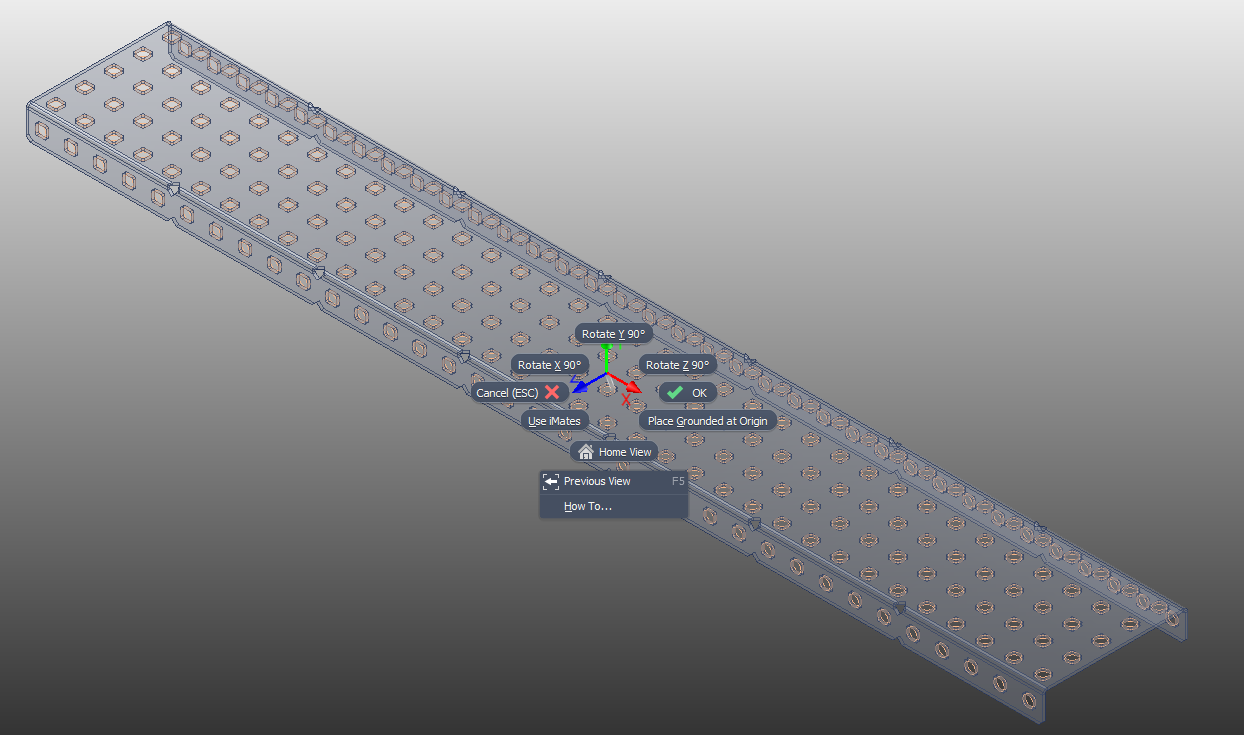 Rotate Y 90°
Rotate X 90°
Rotate Z 90°
Z
Cancel (ESC)
OK
X
Use iMates
Place Grounded at Origin
Home View
Previous View F5
How To...